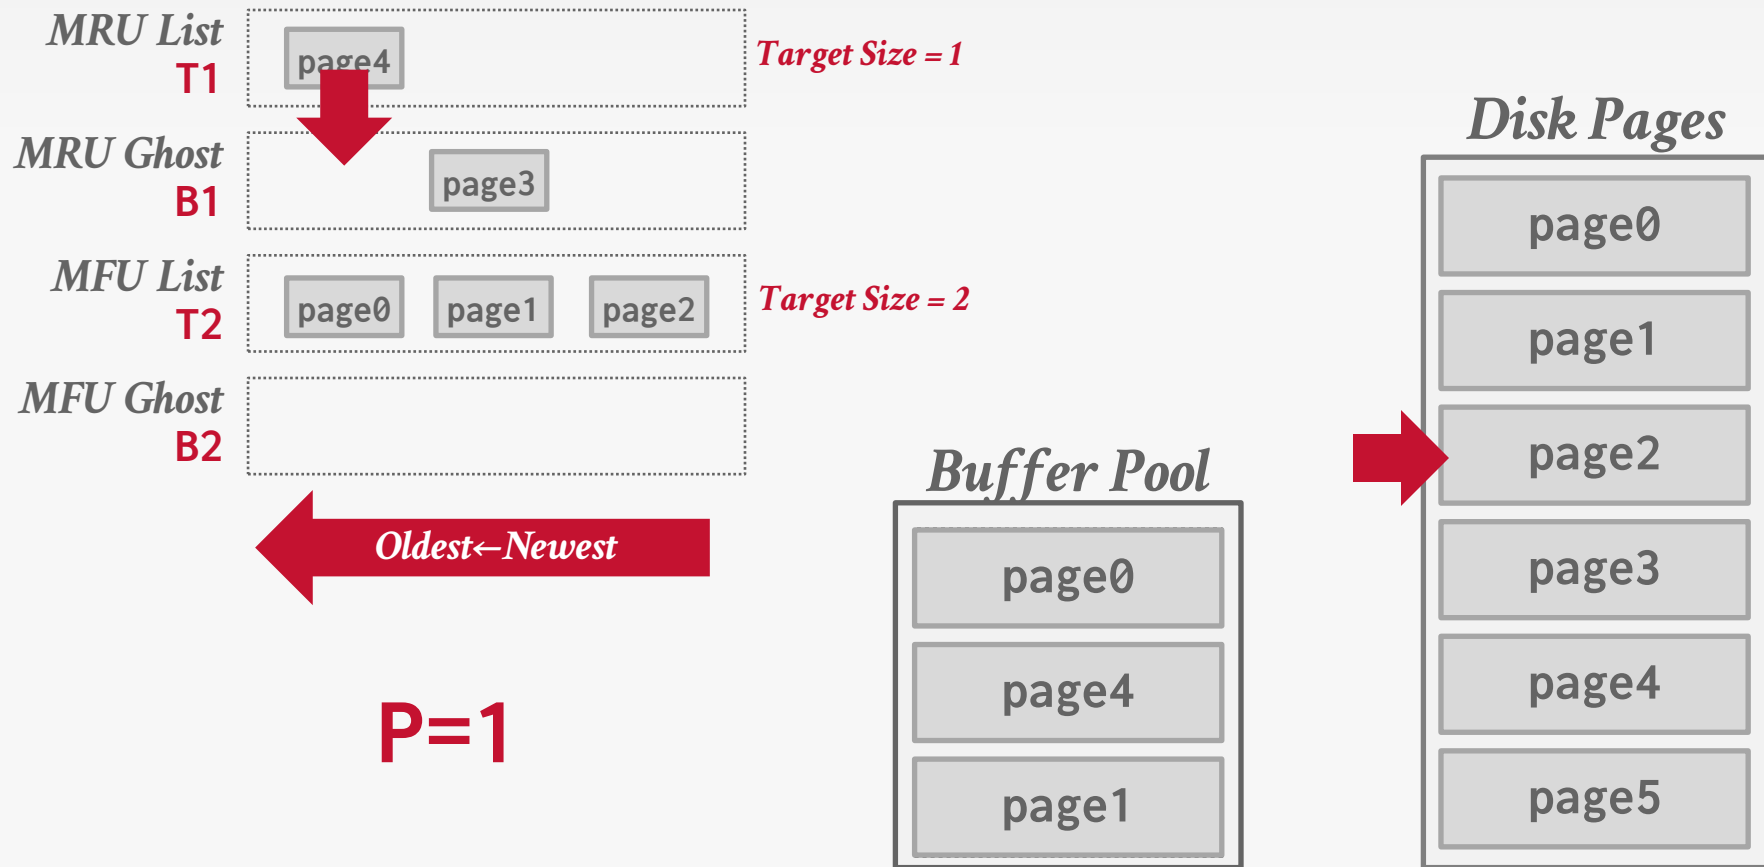 MRU List
T1
page4
Target Size = 1
MRU Ghost
B1
page3
MFU List
T2
page0 page1 page2
Target Size = 2
MFU Ghost
B2
Oldest←Newest
P=1
Buffer Pool
page0
page4
page1
Disk Pages
page0
page1
page2
page3
page4
page5